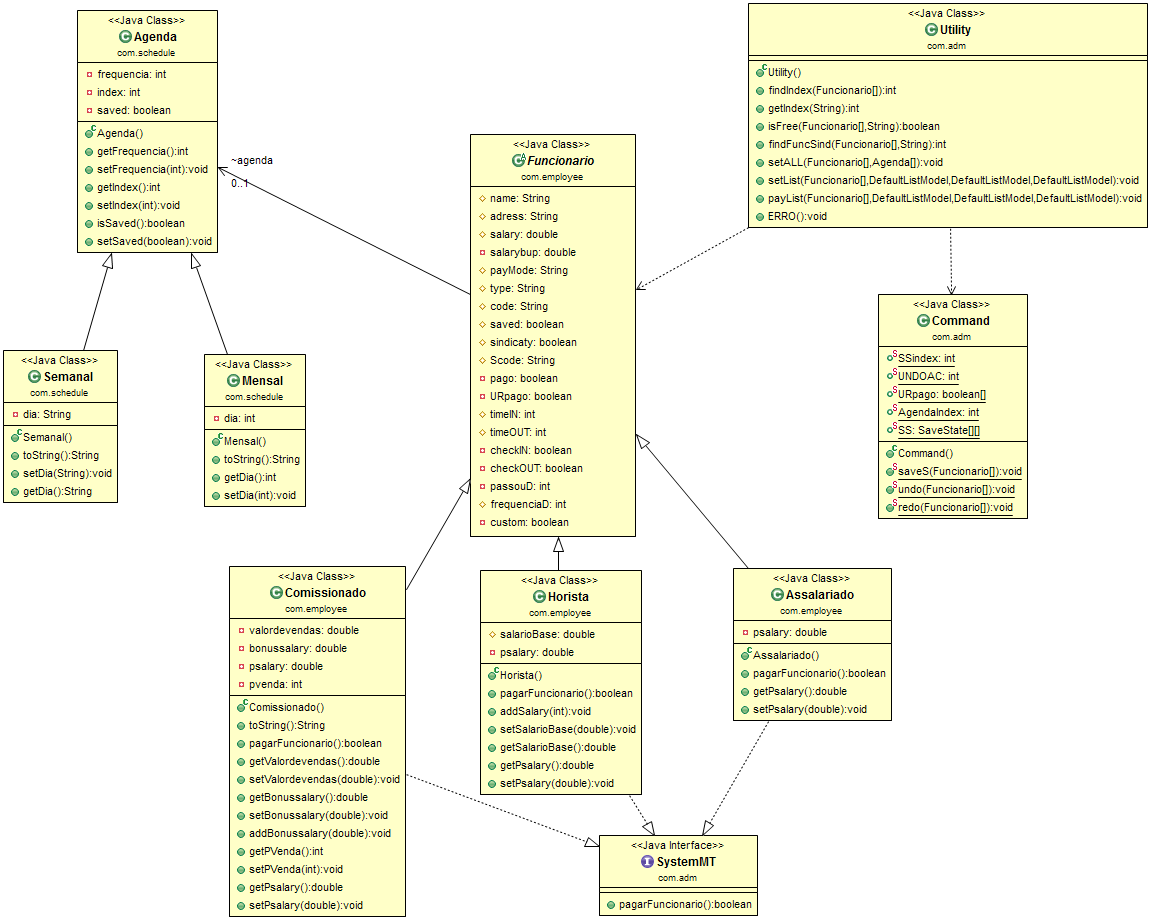 <<Java Class>>
Agenda
com.schedule
frequencia: int
index: int
saved: boolean
Agenda()
getFrequencia():int
setFrequencia(int):void
getIndex():int
setIndex(int):void
isSaved():boolean
setSaved(boolean):void
<<Java Class>>
Utility
com.adm
Utility()
findIndex(Funcionario[]):int
getIndex(String):int
isFree(Funcionario[],String):boolean
findFuncSind(Funcionario[],String):int
setALL(Funcionario[],Agenda[]):void
setList(Funcionario[],DefaultListModel,DefaultListModel,DefaultListModel):void
payList(Funcionario[],DefaultListModel,DefaultListModel,DefaultListModel):void
ERRO():void
~agenda
0..1
<<Java Class>>
Funcionario
com.employee
name: String
adress: String
salary: double
salarybup: double
payMode: String
type: String
code: String
saved: boolean
sindicaty: boolean
Scode: String
pago: boolean
URpago: boolean
timeIN: int
timeOUT: int
checkIN: boolean
checkOUT: boolean
passouD: int
frequenciaD: int
custom: boolean
<<Java Class>>
Command
com.adm
SSindex: int
UNDOAC: int
URpago: boolean[]
AgendaIndex: int
SS: SaveState[][]
Command()
saveS(Funcionario[]):void
undo(Funcionario[]):void
redo(Funcionario[]):void
<<Java Class>>
Semanal
com.schedule
dia: String
Semanal()
toString():String
setDia(String):void
getDia():String
<<Java Class>>
Mensal
com.schedule
dia: int
Mensal()
toString():String
getDia():int
setDia(int):void
<<Java Class>>
Comissionado
com.employee
valordevendas: double
bonussalary: double
psalary: double
pvenda: int
Comissionado()
toString():String
pagarFuncionario():boolean
getValordevendas():double
setValordevendas(double):void
getBonussalary():double
setBonussalary(double):void
addBonussalary(double):void
getPVenda():int
setPVenda(int):void
getPsalary():double
setPsalary(double):void
<<Java Class>>
Horista
com.employee
salarioBase: double
psalary: double
Horista()
pagarFuncionario():boolean
addSalary(int):void
setSalarioBase(double):void
getSalarioBase():double
getPsalary():double
setPsalary(double):void
<<Java Class>>
Assalariado
com.employee
psalary: double
Assalariado()
pagarFuncionario():boolean
getPsalary():double
setPsalary(double):void
<<Java Interface>>
SystemMT
com.adm
pagarFuncionario():boolean